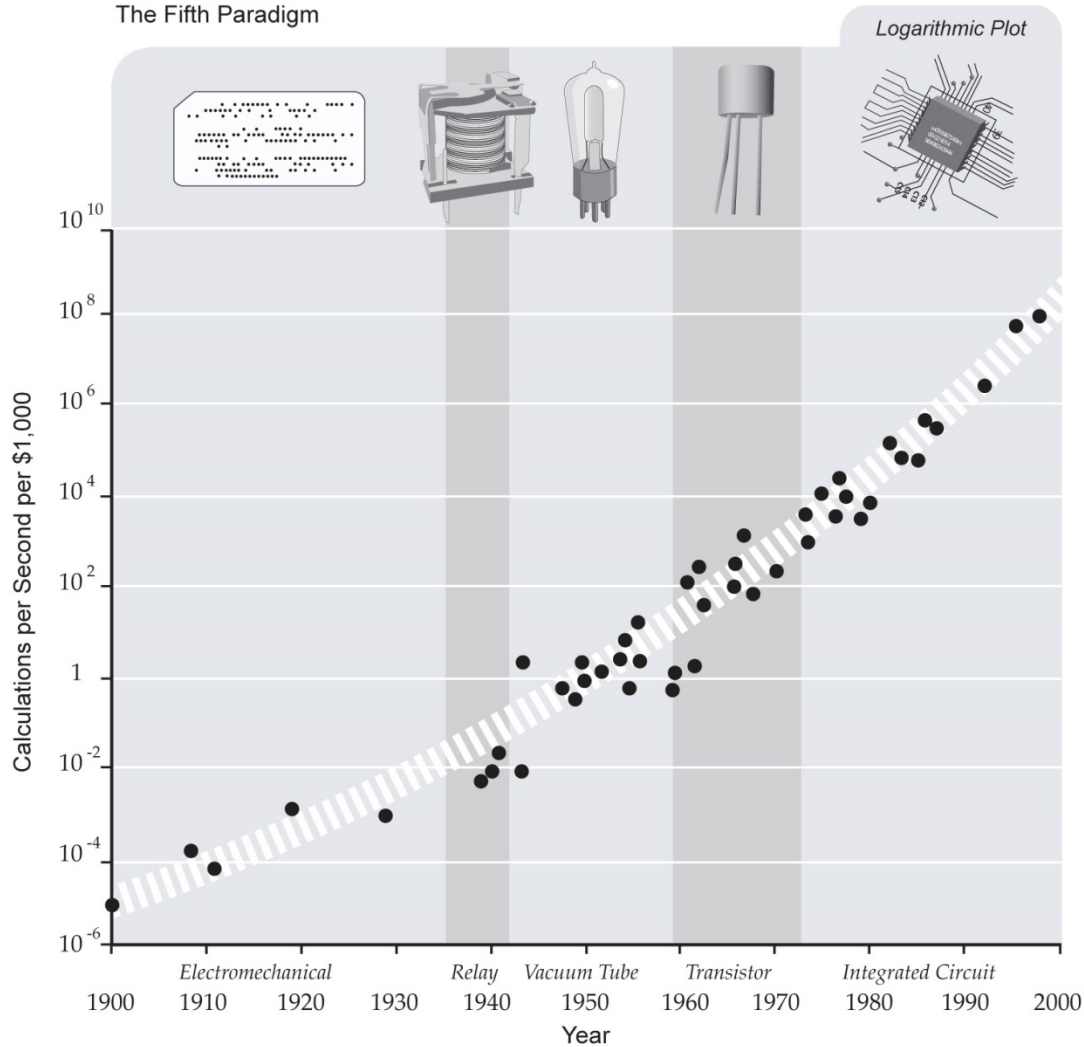 The Fifth Paradigm
Logarithmic Plot
10^10
10^8
10^6
10^4
10^2
1
10^-2
10^-4
10^-6
Calculations per Second per $1,000
Electromechanical Relay Vacuum Tube Transistor Integrated Circuit
1900 1910 1920 1930 1940 1950 1960 1970 1980 1990 2000
Year